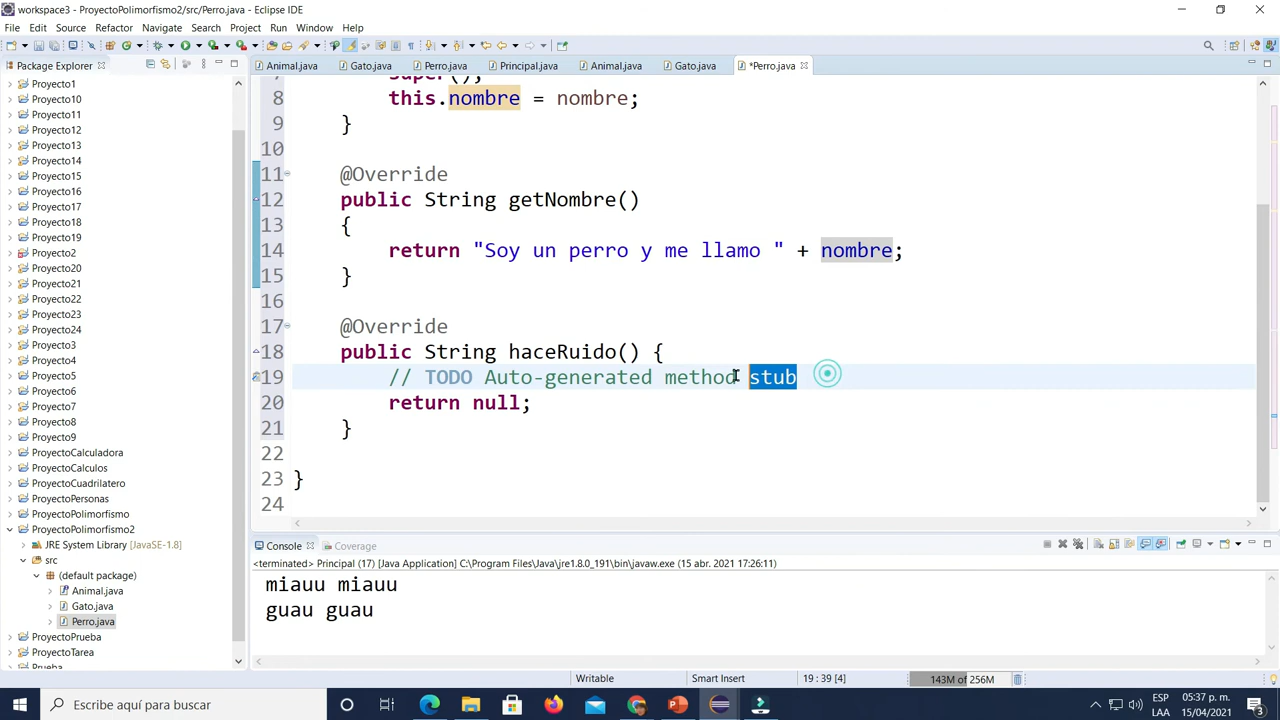 workspace3 - ProyectoPolimorfismo2/src/Perro.java - Eclipse IDE
File Edit Source Refactor Navigate Search Project Run Window Help
Package Explorer
Animal.java Gato.java Perro.java Principal.java Animal.java Gato.java *Perro.java
Proyecto1
Proyecto10
Proyecto11
Proyecto12
Proyecto13
Proyecto14
Proyecto15
Proyecto16
Proyecto17
Proyecto18
Proyecto19
Proyecto2
Proyecto20
Proyecto21
Proyecto22
Proyecto23
Proyecto24
Proyecto3
Proyecto4
Proyecto5
Proyecto6
Proyecto7
Proyecto8
Proyecto9
ProyectoCalculadora
ProyectoCalculos
ProyectoCuadrilatero
ProyectoPersonas
ProyectoPolimorfismo
ProyectoPolimorfismo2
JRE System Library [JavaSE-1.8]
src
(default package)
Animal.java
Gato.java
Perro.java
ProyectoPrueba
ProyectoTarea
Prueba
7 super();
8 this.nombre = nombre;
9 }
10
11 @Override
12 public String getNombre()
13 {
14 return "Soy un perro y me llamo " + nombre;
15 }
16
17 @Override
18 public String haceRuido() {
19 // TODO Auto-generated method stub
20 return null;
21 }
22
23 }
24
Console Coverage
<terminated> Principal (17) [Java Application] C:\Program Files\Java\jre1.8.0_191\bin\javaw.exe (15 abr. 2021 17:26:11)
miauu miauu
guau guau
Writable Smart Insert 19 : 39 [4] 143M of 256M
Escribe aquí para buscar
ESP 05:37 p. m.
LAA 15/04/2021 3